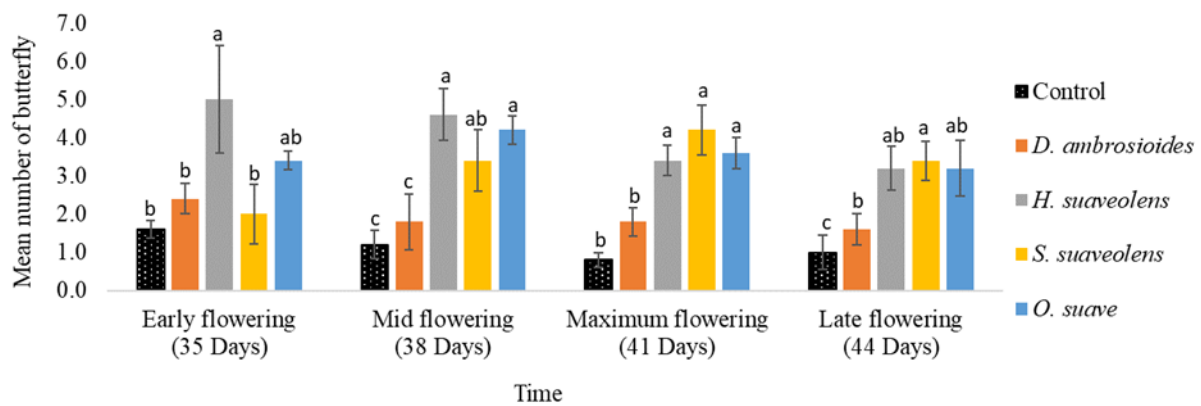 Mean number of butterfly
7.0
6.0
5.0
4.0
3.0
2.0
1.0
0.0
b b a b ab
c c a ab a
b b a a a
c b ab a ab
Early flowering
(35 Days)
Mid flowering
(38 Days)
Maximum flowering
(41 Days)
Late flowering
(44 Days)
Time
Control
D. ambrosioides
H. suaveolens
S. suaveolens
O. suave